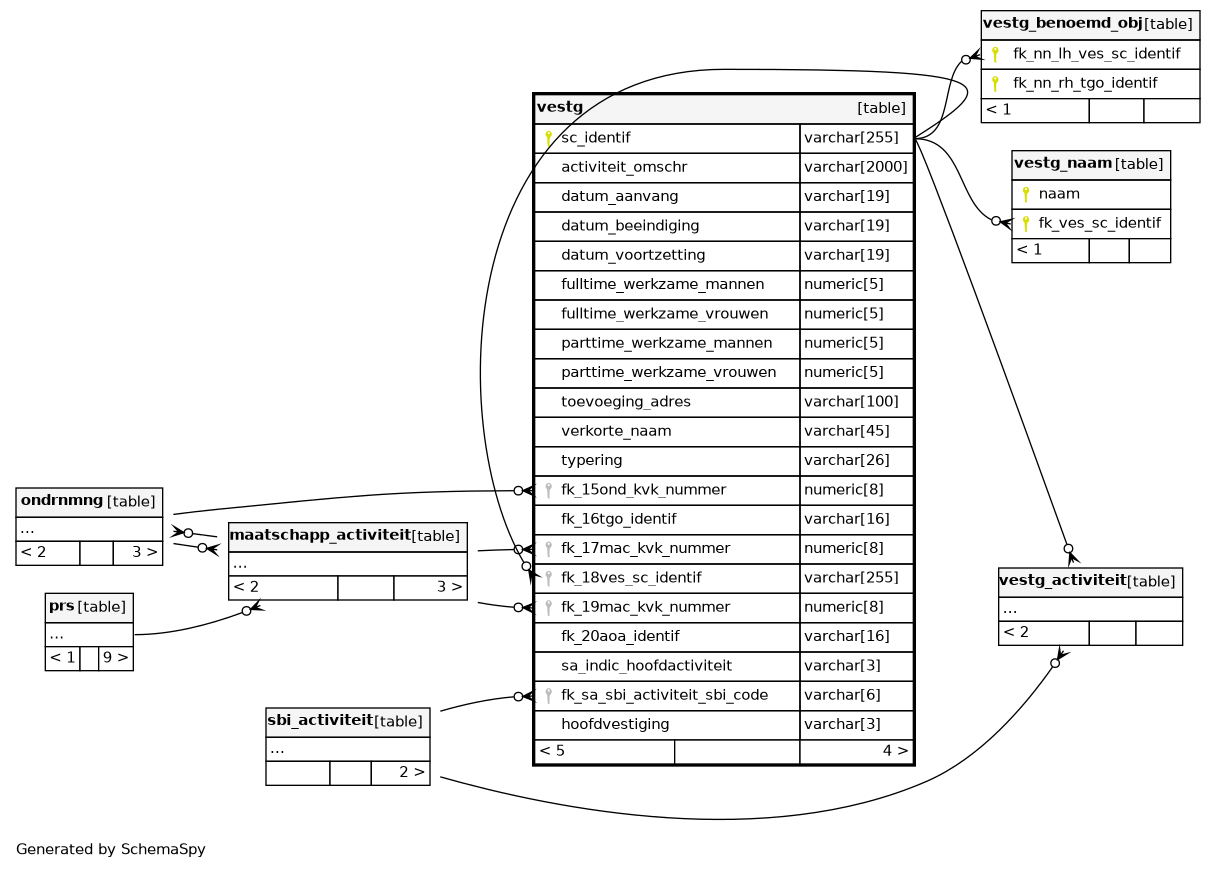 vestg_benoemd_obj [table]
fk_nn_lh_ves_sc_identif
fk_nn_rh_tgo_identif
< 1
vestg_naam [table]
naam
fk_ves_sc_identif
< 1
vestg [table]
sc_identif varchar[255]
activiteit_omschr varchar[2000]
datum_aanvang varchar[19]
datum_beeindiging varchar[19]
datum_voortzetting varchar[19]
fulltime_werkzame_mannen numeric[5]
fulltime_werkzame_vrouwen numeric[5]
parttime_werkzame_mannen numeric[5]
parttime_werkzame_vrouwen numeric[5]
toevoeging_adres varchar[100]
verkorte_naam varchar[45]
typering varchar[26]
fk_15ond_kvk_nummer numeric[8]
fk_16tgo_identif varchar[16]
fk_17mac_kvk_nummer numeric[8]
fk_18ves_sc_identif varchar[255]
fk_19mac_kvk_nummer numeric[8]
fk_20aoa_identif varchar[16]
sa_indic_hoofdactiviteit varchar[3]
fk_sa_sbi_activiteit_sbi_code varchar[6]
hoofdvestiging varchar[3]
< 5 4 >
ondrnmng [table]
...
< 2 3 >
maatschapp_activiteit [table]
...
< 2 3 >
prs [table]
...
< 1 9 >
vestg_activiteit [table]
...
< 2
sbi_activiteit [table]
...
2 >
Generated by SchemaSpy